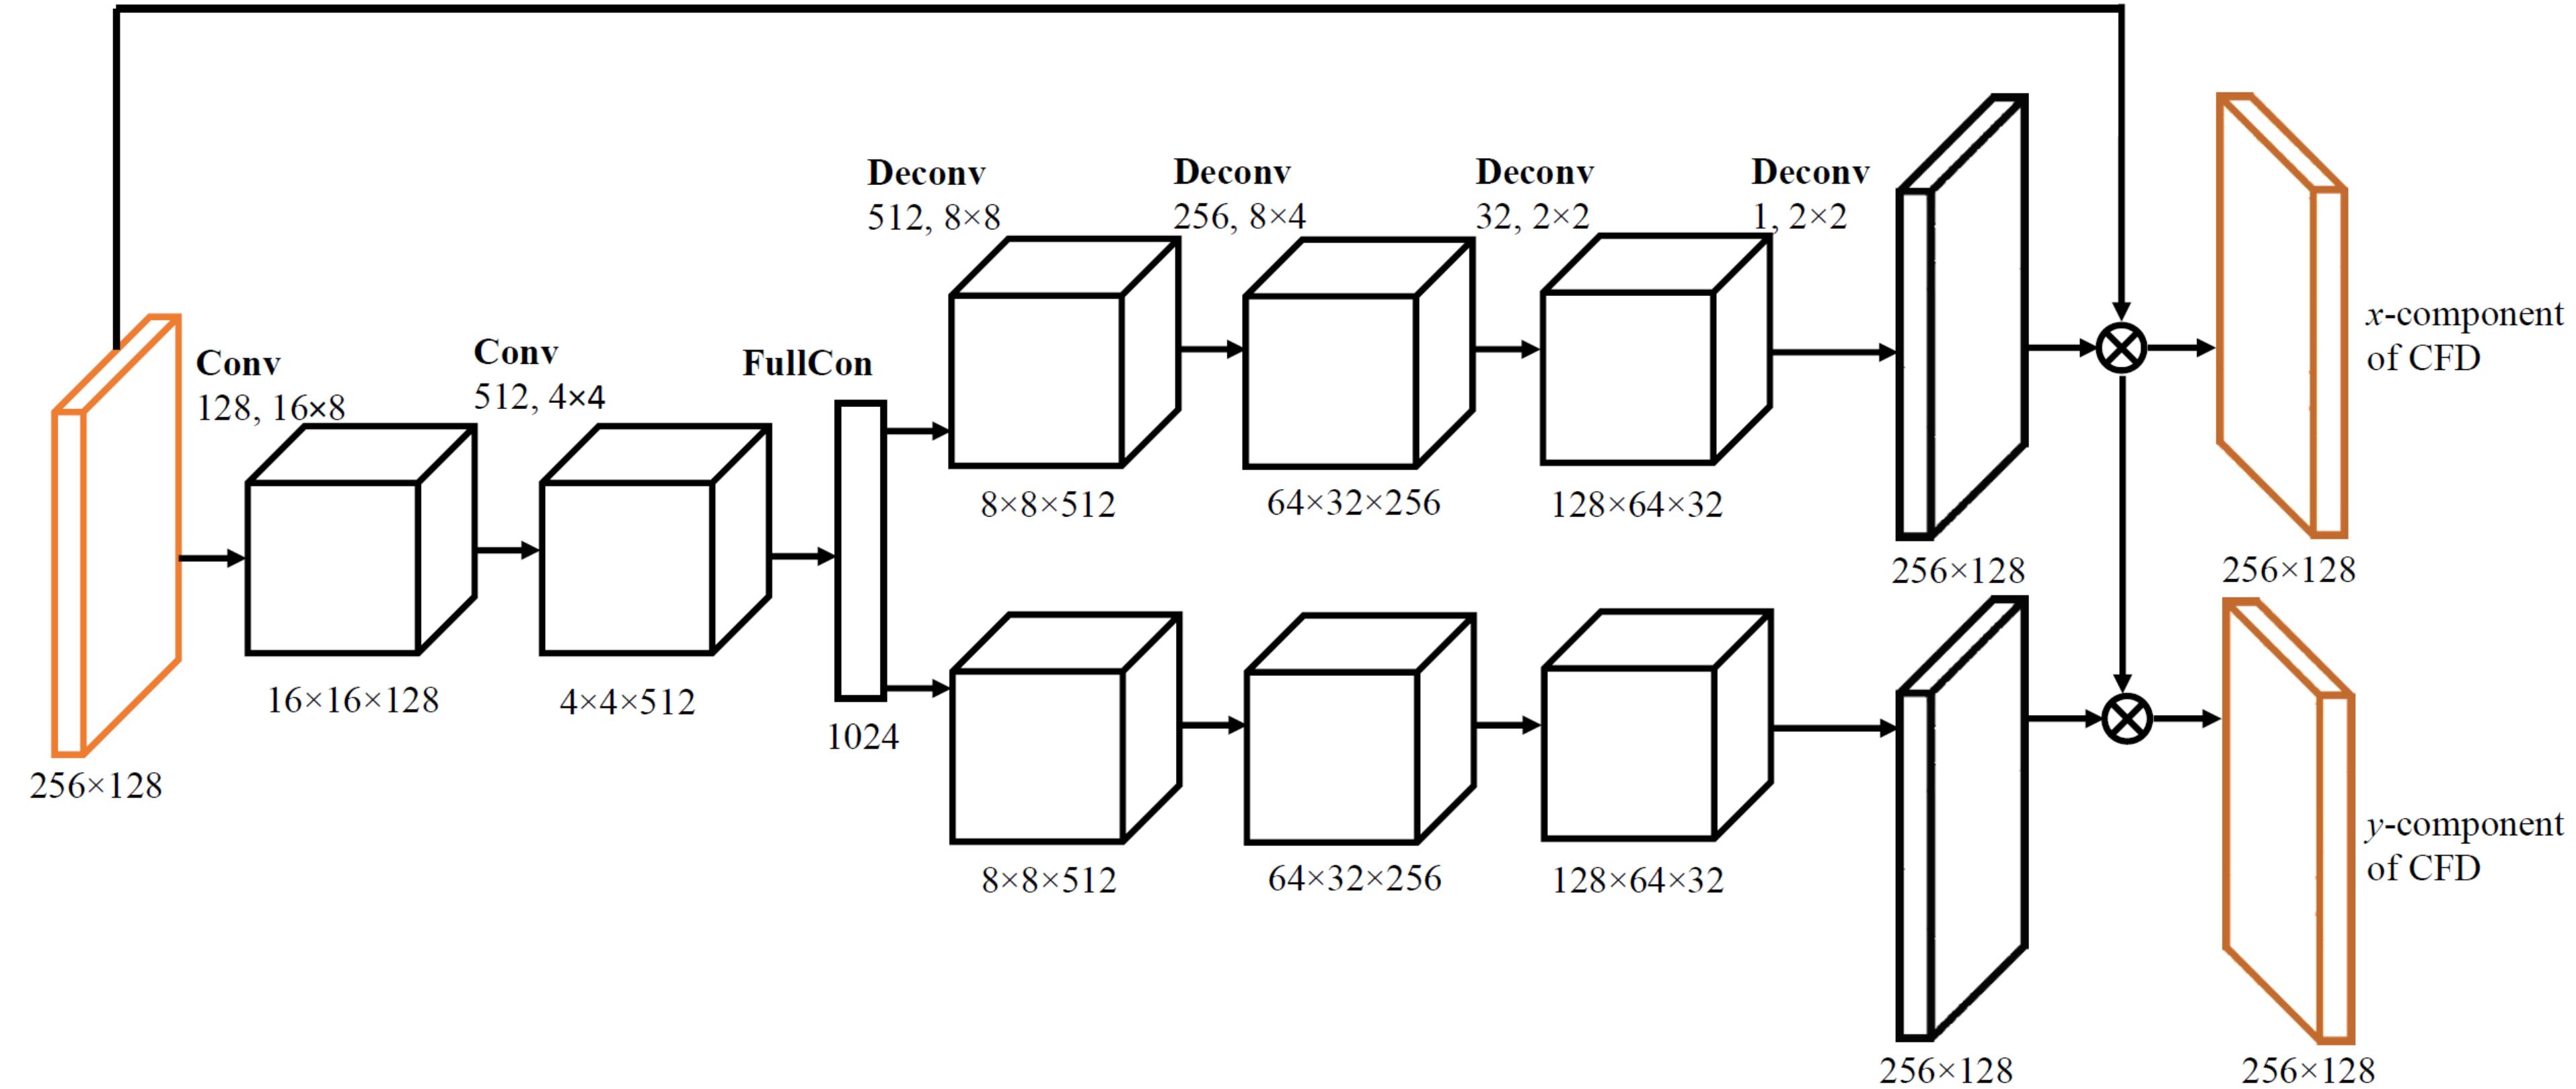 Deconv
512, 8×8
Deconv
256, 8×4
Deconv
32, 2×2
Deconv
1, 2×2
Conv
128, 16×8
Conv
512, 4×4
FullCon
x-component
of CFD
8×8×512
64×32×256
128×64×32
256×128
256×128
16×16×128
4×4×512
1024
256×128
8×8×512
64×32×256
128×64×32
y-component
of CFD
256×128
256×128